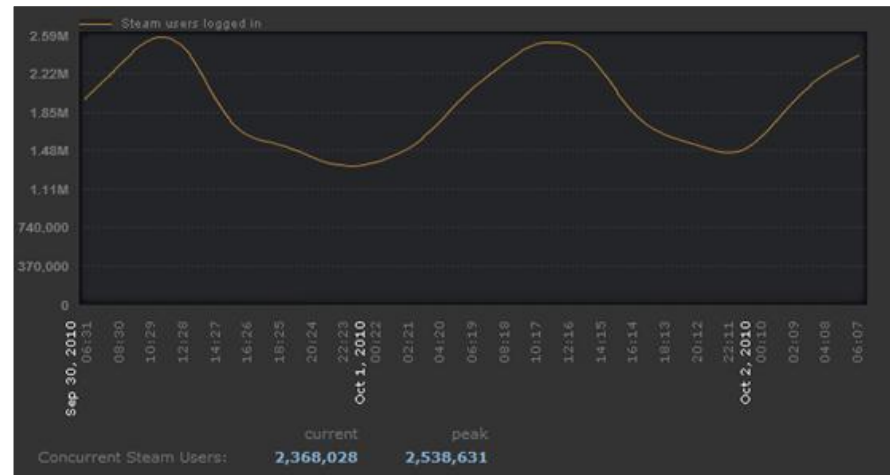 Steam users logged in
2.59M
2.22M
1.85M
1.48M
1.11M
740,000
370,000
0
Sep 30, 2010
06:31
08:30
10:29
12:28
14:27
16:26
18:25
20:24
22:23
Oct 1, 2010
00:22
02:21
04:20
06:19
08:18
10:17
12:16
14:15
16:14
18:13
20:12
22:11
Oct 2, 2010
00:10
02:09
04:08
06:07
current peak
Concurrent Steam Users: 2,368,028 2,538,631